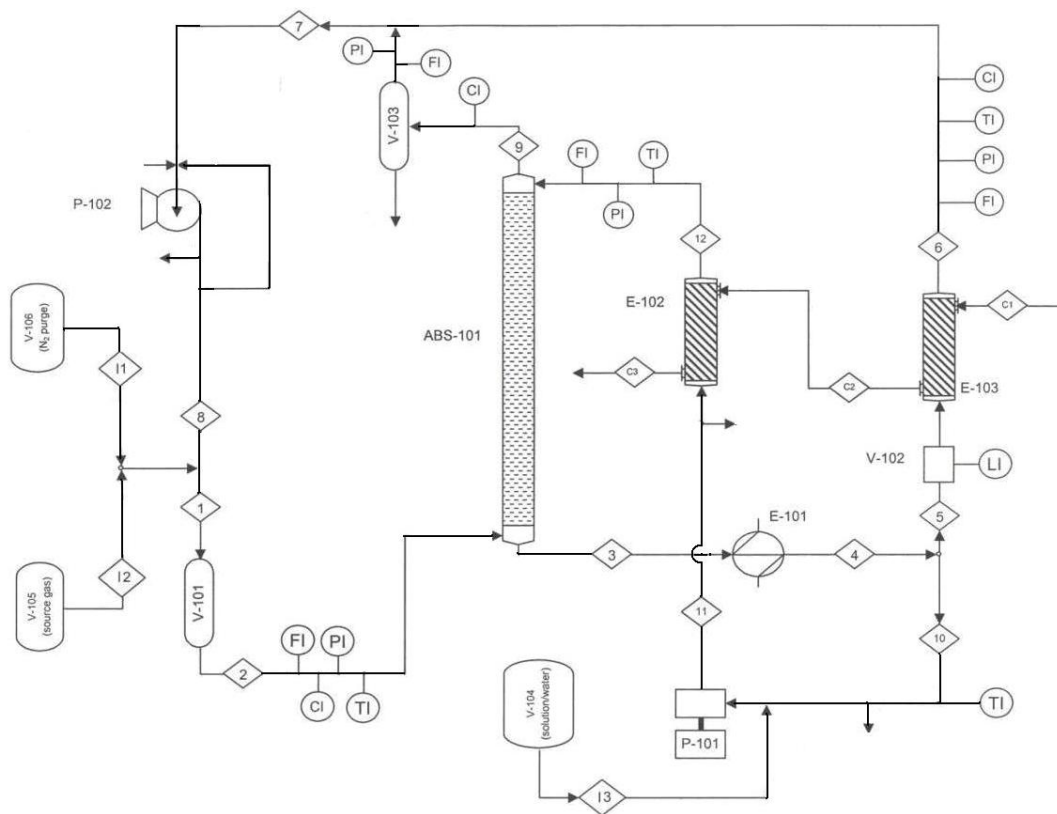 7
PI
FI
CI
V-103
9
CI
TI
PI
FI
FI
TI
PI
P-102
12
6
E-102
C1
V-106
(N₂ purge)
ABS-101
I1
C3
C2
E-103
8
V-102
LI
1
5
E-101
I2
3
4
V-105
(source gas)
V-101
11
10
2
FI
PI
CI
TI
V-104
(solution/water)
TI
P-101
I3